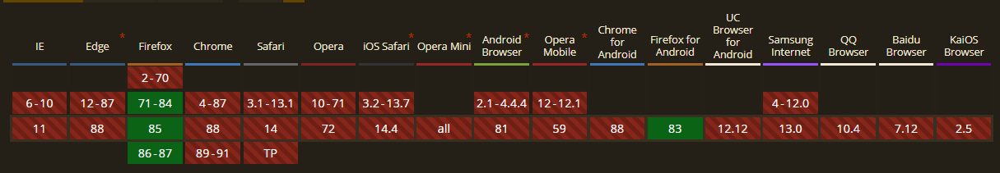 IE Edge * Firefox Chrome Safari Opera iOS Safari * Opera Mini * Android Browser * Opera Mobile * Chrome for Android Firefox for Android UC Browser for Android Samsung Internet QQ Browser Baidu Browser KaiOS Browser
2-70
6-10 12-87 71-84 4-87 3.1-13.1 10-71 3.2-13.7 2.1-4.4.4 12-12.1 4-12.0
11 88 85 88 14 72 14.4 all 81 59 88 83 12.12 13.0 10.4 7.12 2.5
86-87 89-91 TP